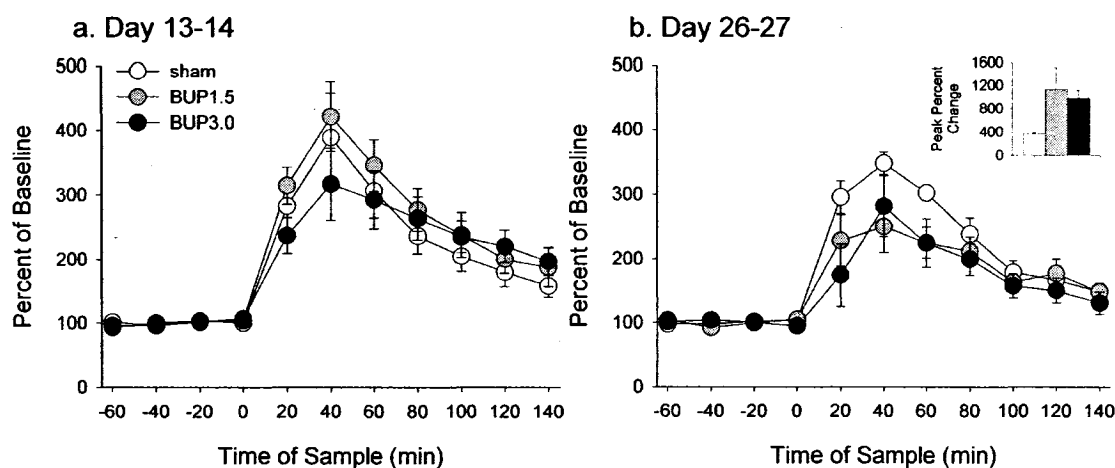 a. Day 13-14
500
400
300
200
100
0
Percent of Baseline
sham
BUP1.5
BUP3.0
-60 -40 -20 0 20 40 60 80 100 120 140
Time of Sample (min)
b. Day 26-27
500
400
300
200
100
0
Percent of Baseline
1600
1200
800
400
0
Peak Percent
Change
-60 -40 -20 0 20 40 60 80 100 120 140
Time of Sample (min)